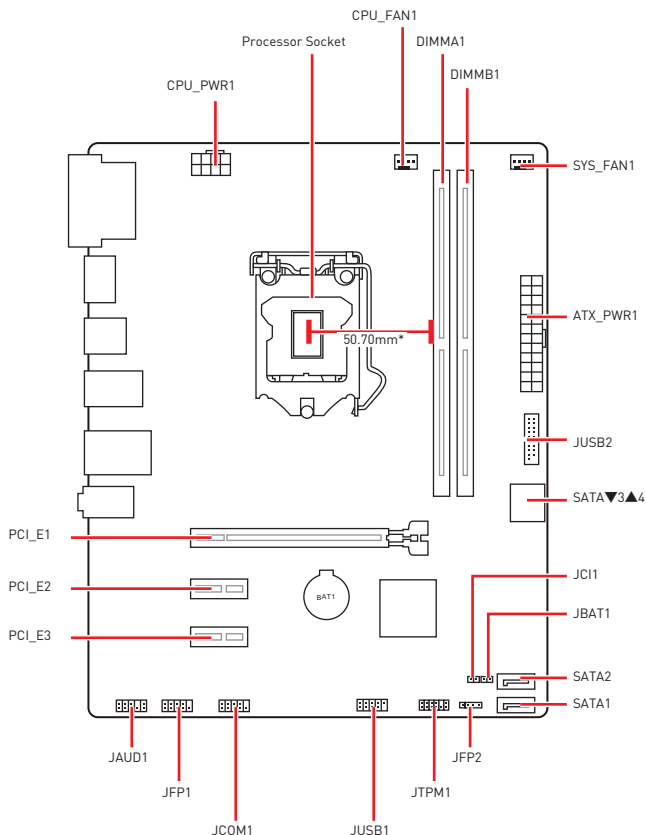 CPU_FAN1
Processor Socket
DIMMA1
DIMMB1
CPU_PWR1
SYS_FAN1
ATX_PWR1
50.70mm*
JUSB2
SATA▼3▲4
PCI_E1
JCI1
PCI_E2
BAT1
JBAT1
PCI_E3
SATA2
SATA1
JAUD1
JFP2
JFP1
JTPM1
JCOM1
JUSB1